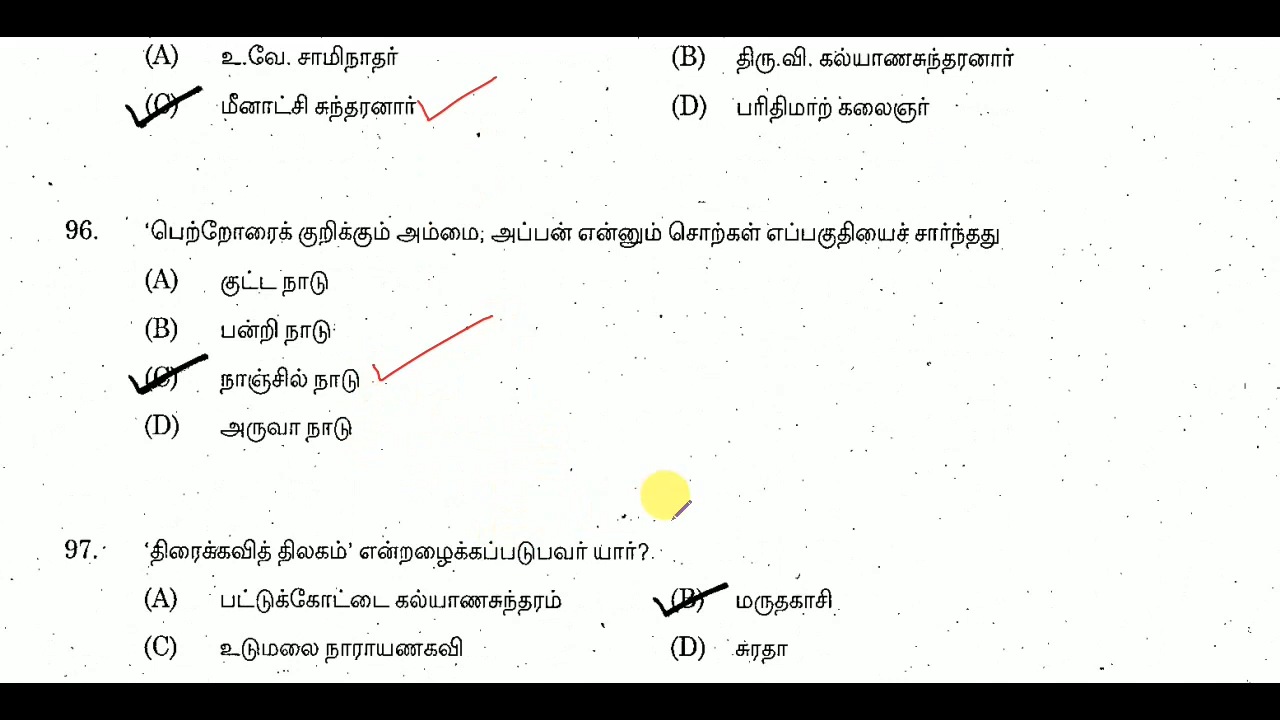 (A) உ.வே. சாமிநாதர் (B) திரு.வி. கல்யாணசுந்தரனார்
(C) மீனாட்சி சுந்தரனார் (D) பரிதிமாற் கலைஞர்
96. ‘பெற்றோரைக் குறிக்கும் அம்மை; அப்பன் என்னும் சொற்கள் எப்பகுதியைச் சார்ந்தது
(A) குட்ட நாடு
(B) பன்றி நாடு
(C) நாஞ்சில் நாடு
(D) அருவா நாடு
97. ‘திரைக்கவித் திலகம்’ என்றழைக்கப்படுபவர் யார்?
(A) பட்டுக்கோட்டை கல்யாணசுந்தரம் (B) மருதகாசி
(C) உடுமலை நாராயணகவி (D) சுரதா